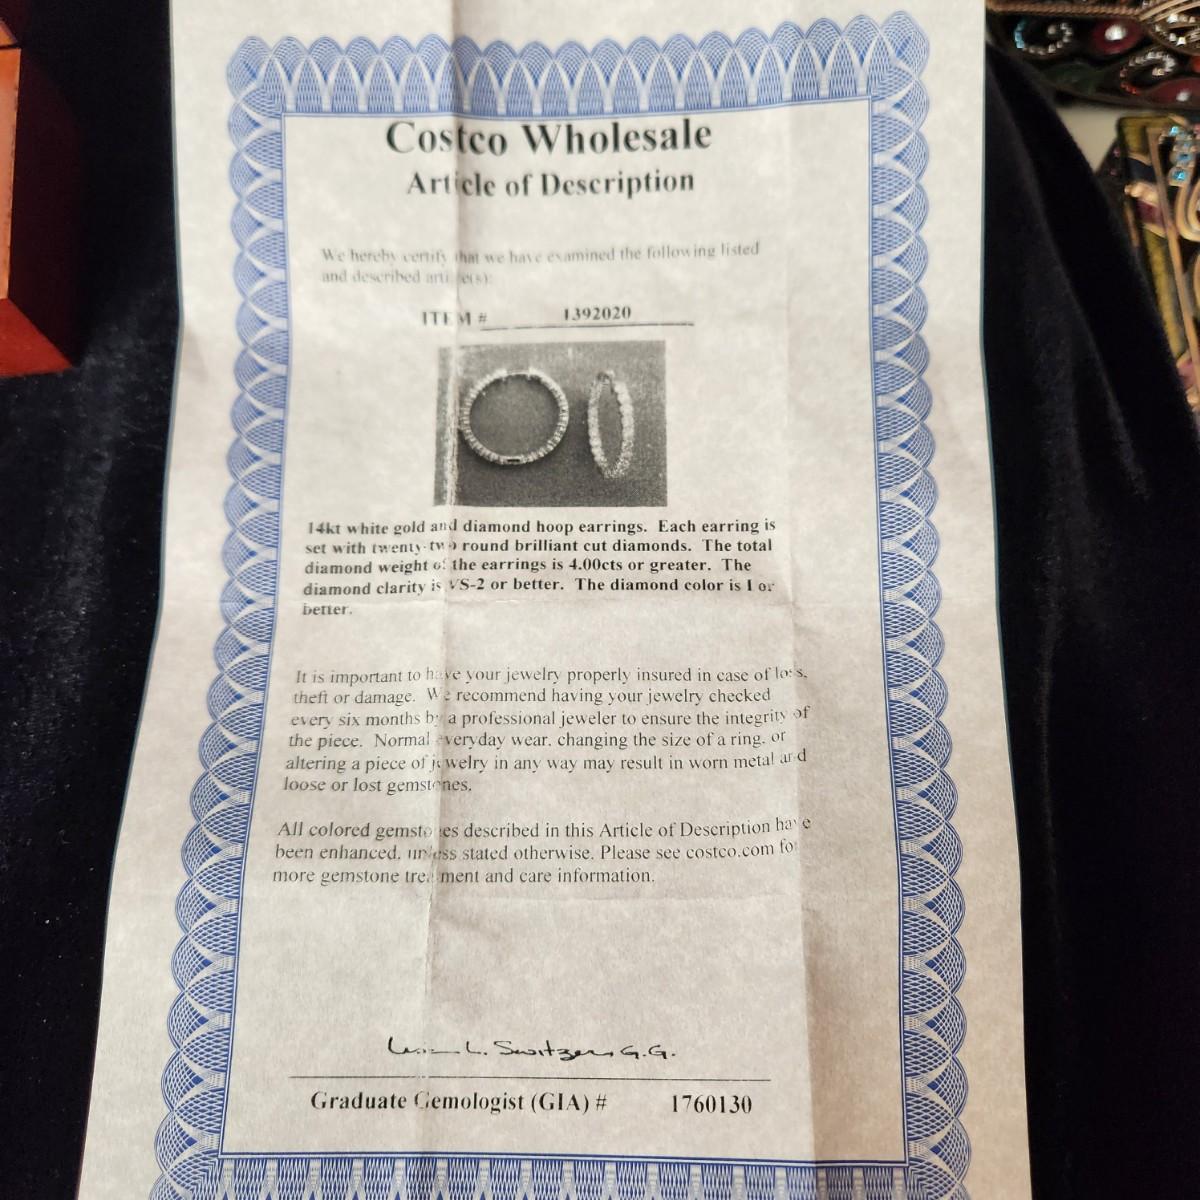 Costco Wholesale
Article of Description
We hereby certify that we have examined the following listed
and described article(s):
ITEM # 1392020
14kt white gold and diamond hoop earrings. Each earring is
set with twenty-two round brilliant cut diamonds. The total
diamond weight of the earrings is 4.00cts or greater. The
diamond clarity is VS-2 or better. The diamond color is I or
better.
It is important to have your jewelry properly insured in case of loss,
theft or damage. We recommend having your jewelry checked
every six months by a professional jeweler to ensure the integrity of
the piece. Normal everyday wear, changing the size of a ring, or
altering a piece of jewelry in any way may result in worn metal and
loose or lost gemstones.
All colored gemstones described in this Article of Description have
been enhanced, unless stated otherwise. Please see costco.com for
more gemstone treatment and care information.
L. Switzer G.G.
Graduate Gemologist (GIA) # 1760130